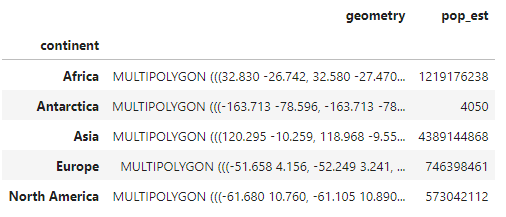 geometry pop_est
continent
Africa MULTIPOLYGON (((32.830 -26.742, 32.580 -27.470... 1219176238
Antarctica MULTIPOLYGON (((-163.713 -78.596, -163.713 -78... 4050
Asia MULTIPOLYGON (((120.295 -10.259, 118.968 -9.55... 4389144868
Europe MULTIPOLYGON (((-51.658 4.156, -52.249 3.241, ... 746398461
North America MULTIPOLYGON (((-61.680 10.760, -61.105 10.890... 573042112